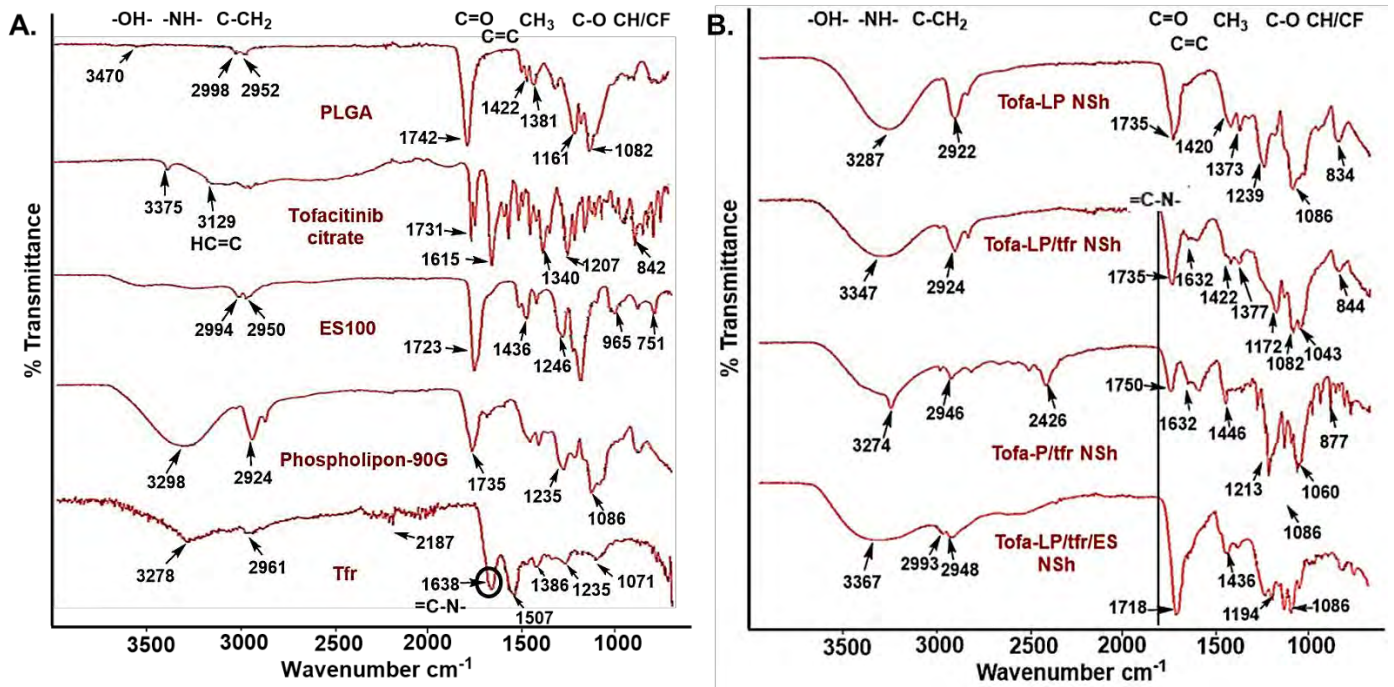 A.
-OH- -NH- C-CH₂ C=O CH₃ C-O CH/CF
C=C
3470
2998
2952
PLGA
1742
1422
1381
1161
1082
3375
3129
HC=C
Tofacitinib
citrate
1731
1615
1340
1207
842
2994
2950
ES100
1723
1436
1246
965
751
3298
2924
Phospholipon-90G
1735
1235
1086
3278
2961
2187
Tfr
1638
=C-N-
1507
1386
1235
1071
% Transmittance
3500 3000 2500 2000 1500 1000
Wavenumber cm⁻¹
B.
-OH- -NH- C-CH₂ C=O CH₃ C-O CH/CF
C=C
Tofa-LP NSh
3287
2922
1735
1420
1373
1239
1086
834
=C-N-
Tofa-LP/tfr NSh
3347
2924
1735
1632
1422
1377
1172
1082
1043
844
3274
2946
2426
Tofa-P/tfr NSh
1750
1632
1446
1213
1060
1086
877
Tofa-LP/tfr/ES
NSh
3367
2993
2948
1718
1436
1194
1086
% Transmittance
3500 3000 2500 2000 1500 1000
Wavenumber cm⁻¹